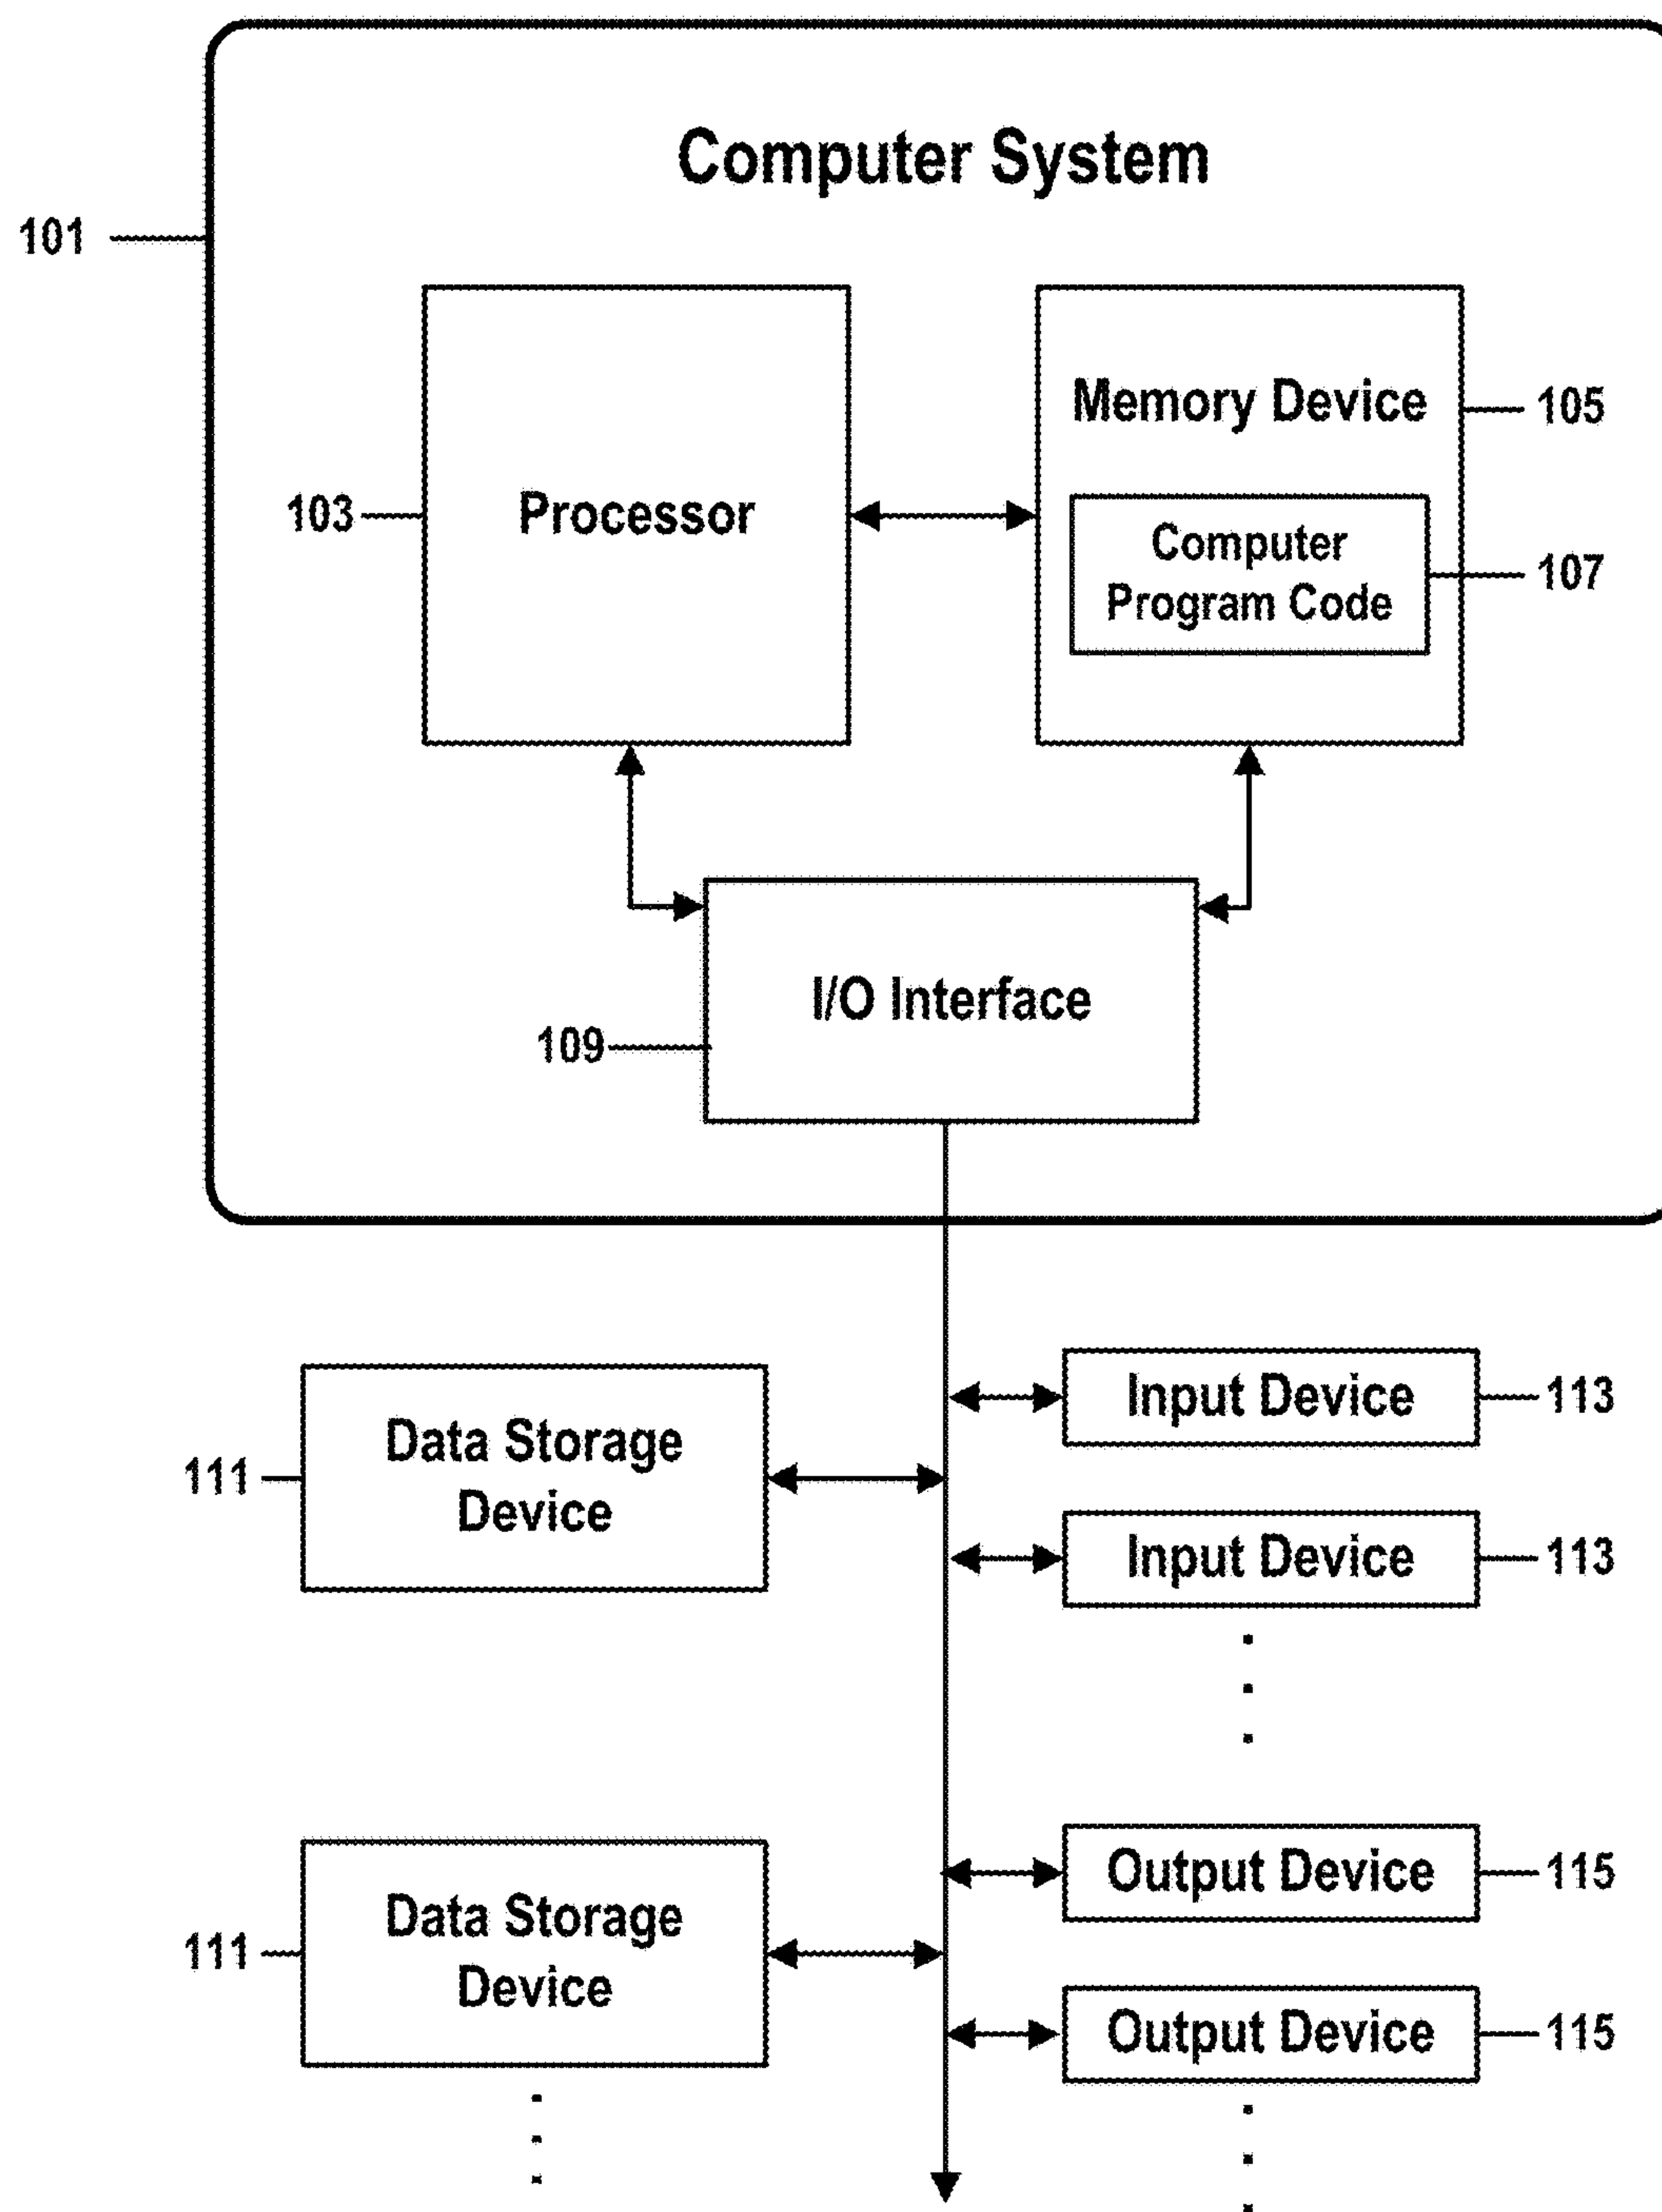 Computer System
101
Memory Device
105
103
Processor
Computer
Program Code
107
I/O Interface
109
Input Device
113
Data Storage
Device
111
Input Device
113
Output Device
115
Data Storage
Device
111
Output Device
115